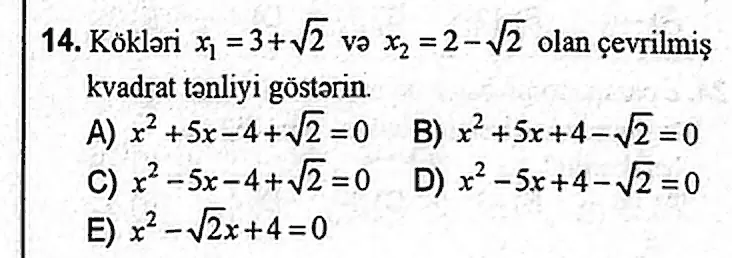 14. Kökləri x₁ = 3+√2 və x₂ = 2−√2 olan çevrilmiş
kvadrat tənliyi göstərin.
A) x² +5x−4+√2 = 0 B) x² +5x+4−√2 = 0
C) x² −5x−4+√2 = 0 D) x² −5x+4−√2 = 0
E) x² −√2x+4 = 0